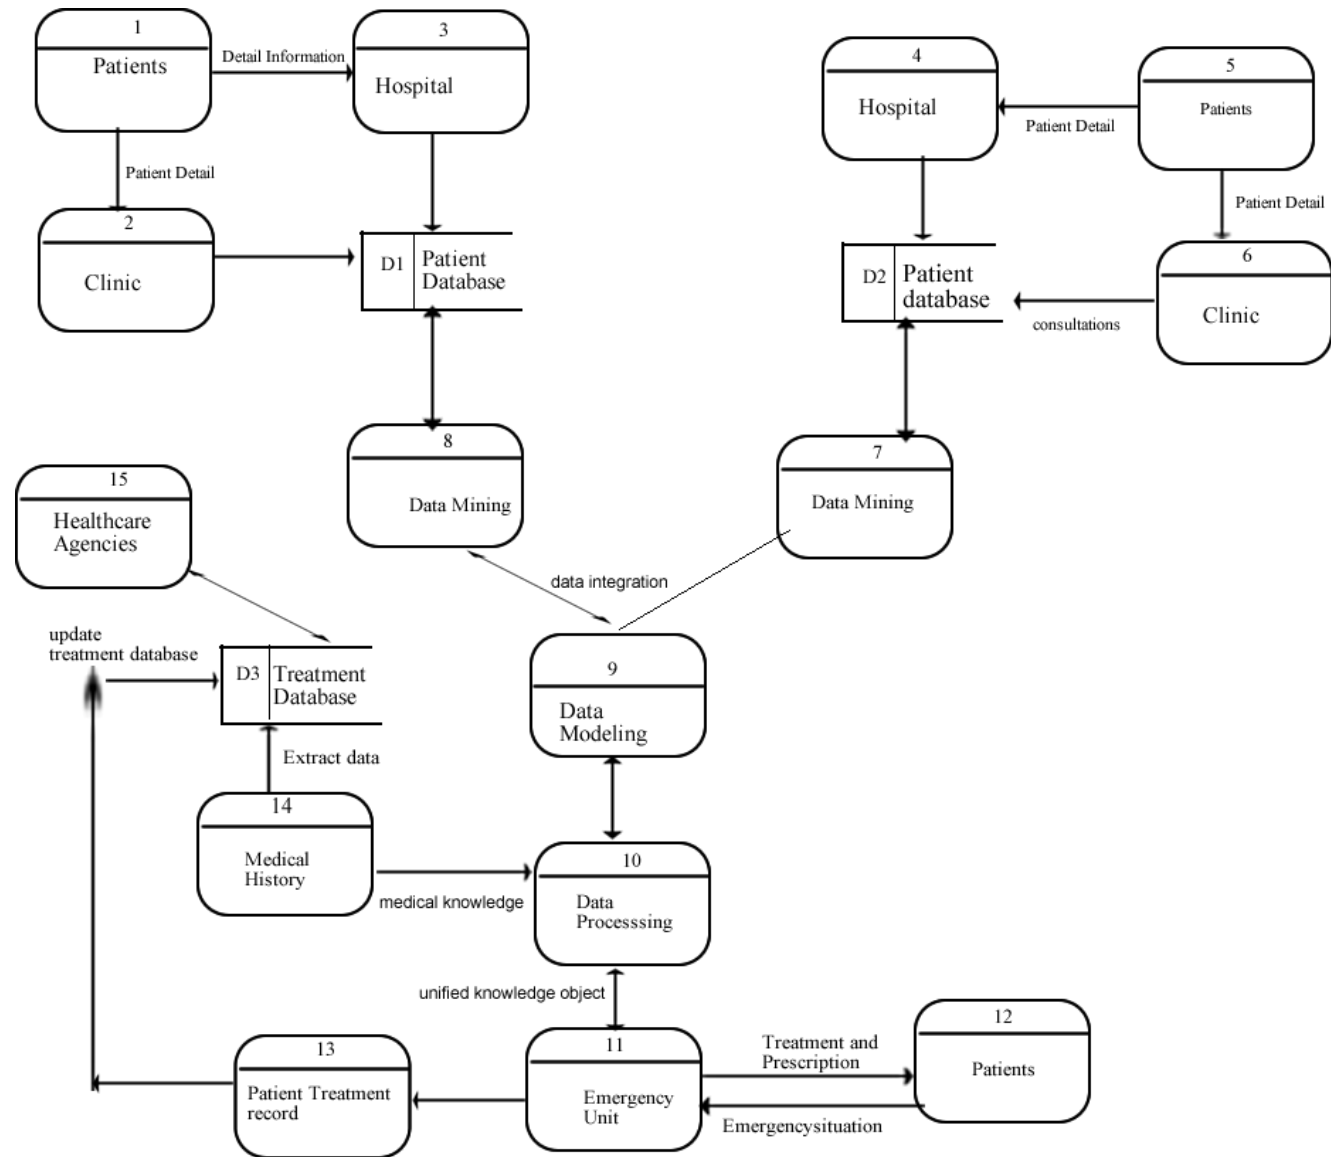 1
Patients
Detail Information
3
Hospital
4
Hospital
5
Patients
Patient Detail
Patient Detail
Patient Detail
2
Clinic
D1
Patient
Database
D2
Patient
database
consultations
6
Clinic
8
Data Mining
7
Data Mining
15
Healthcare
Agencies
data integration
update
treatment database
D3
Treatment
Database
9
Data
Modeling
Extract data
14
Medical
History
medical knowledge
10
Data
Processsing
unified knowledge object
13
Patient Treatment
record
11
Emergency
Unit
Treatment and
Prescription
Emergencysituation
12
Patients